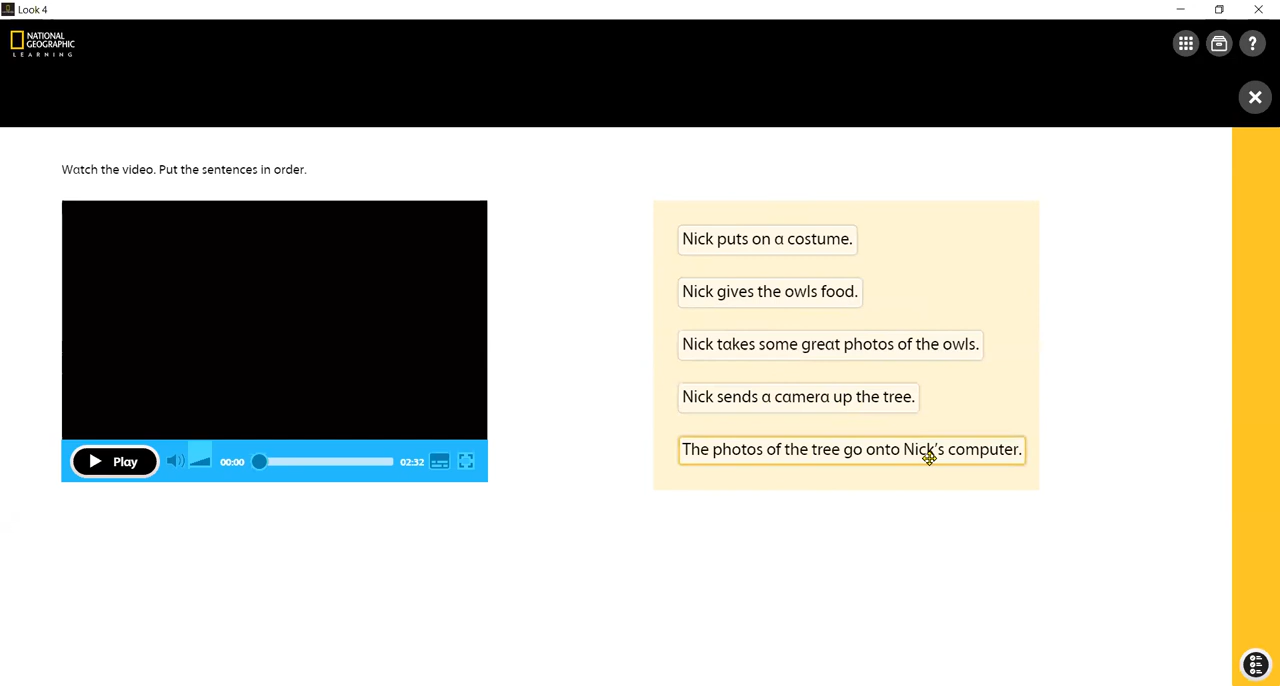 Look 4
NATIONAL
GEOGRAPHIC
LEARNING
?
Watch the video. Put the sentences in order.
Nick puts on a costume.
Nick gives the owls food.
Nick takes some great photos of the owls.
Nick sends a camera up the tree.
The photos of the tree go onto Nick's computer.
Play 00:00 02:32